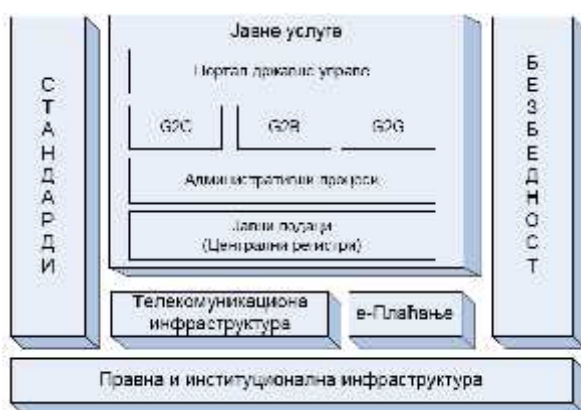 СТАНДАРДИ
Јавне услуге
Портал државне управе
G2C
G2B
G2G
Административни процеси
Јавни подаци
(Централни регистри)
БЕЗБЕДНОСТ
Телекомуникациона
инфраструктура
е-Плаћање
Правна и институционална инфраструктура